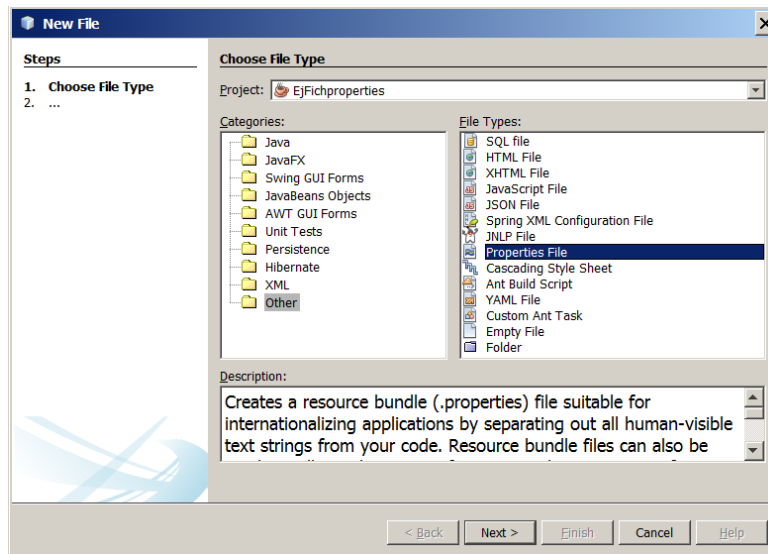 New File
Steps
1. Choose File Type
2. ...
Choose File Type
Project: EjFichproperties
Categories:
Java
JavaFX
Swing GUI Forms
JavaBeans Objects
AWT GUI Forms
Unit Tests
Persistence
Hibernate
XML
Other
File Types:
SQL file
HTML File
XHTML File
JavaScript File
JSON File
Spring XML Configuration File
JNLP File
Properties File
Cascading Style Sheet
Ant Build Script
YAML File
Custom Ant Task
Empty File
Folder
Description:
Creates a resource bundle (.properties) file suitable for
internationalizing applications by separating out all human-visible
text strings from your code. Resource bundle files can also be
< Back Next > Finish Cancel Help